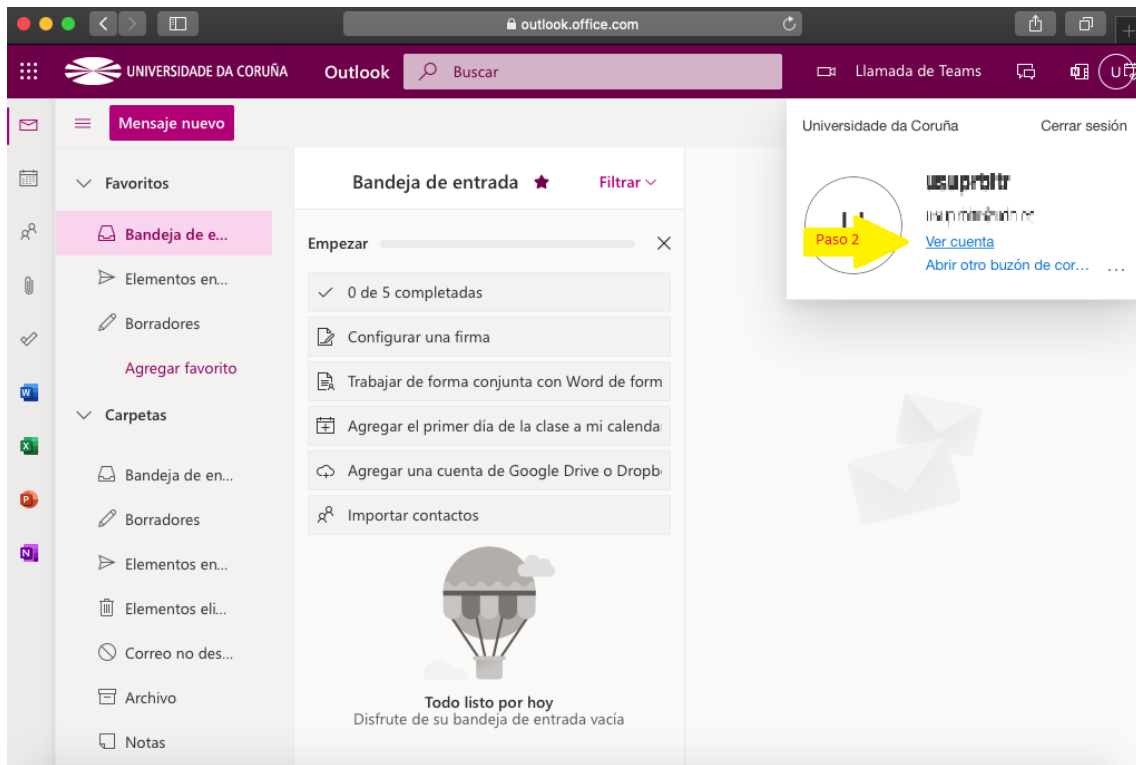 outlook.office.com
UNIVERSIDADE DA CORUÑA
Outlook
Buscar
Llamada de Teams
Mensaje nuevo
Favoritos
Bandeja de e...
Elementos en...
Borradores
Agregar favorito
Carpetas
Bandeja de en...
Borradores
Elementos en...
Elementos eli...
Correo no des...
Archivo
Notas
Bandeja de entrada
Filtrar
Empezar
0 de 5 completadas
Configurar una firma
Trabajar de forma conjunta con Word de form
Agregar el primer día de la clase a mi calenda
Agregar una cuenta de Google Drive o Dropb
Importar contactos
Todo listo por hoy
Disfrute de su bandeja de entrada vacía
Universidade da Coruña
Cerrar sesión
Paso 2
Ver cuenta
Abrir otro buzón de cor...